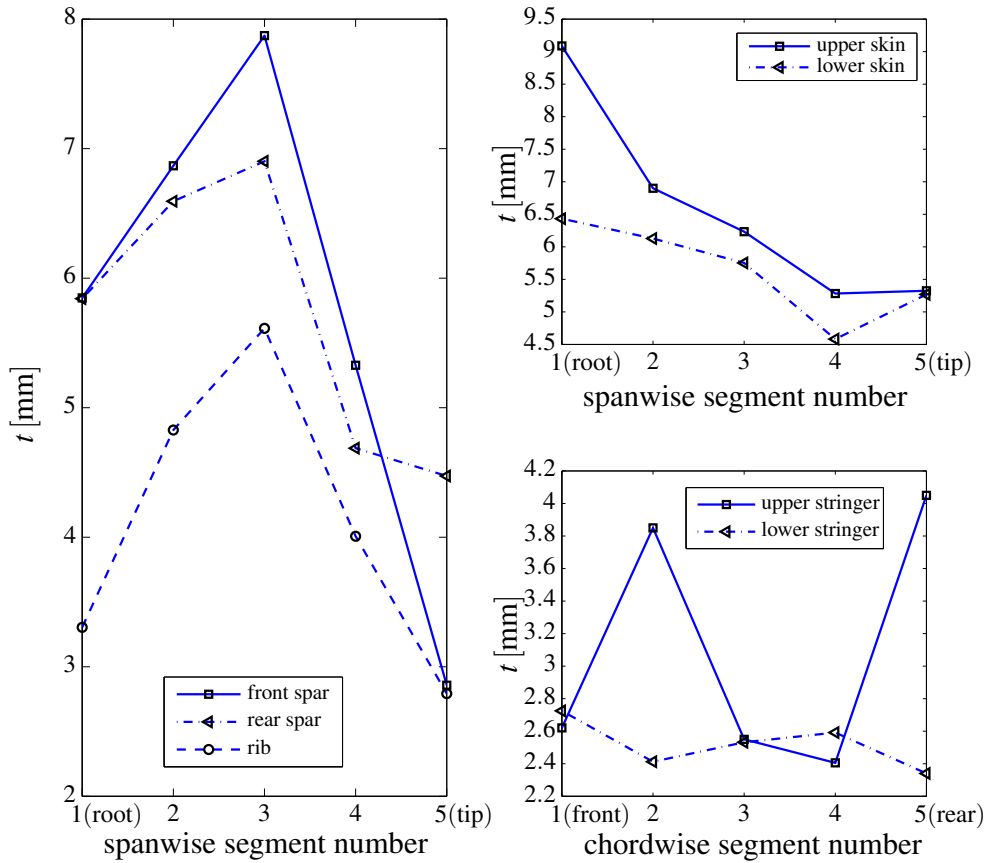 8
7
6
5
4
3
2
t [mm]
front spar
rear spar
rib
1(root) 2 3 4 5(tip)
spanwise segment number
9.5
9
8.5
8
7.5
7
6.5
6
5.5
5
4.5
t [mm]
upper skin
lower skin
1(root) 2 3 4 5(tip)
spanwise segment number
4.2
4
3.8
3.6
3.4
3.2
3
2.8
2.6
2.4
2.2
t [mm]
upper stringer
lower stringer
1(front) 2 3 4 5(rear)
chordwise segment number